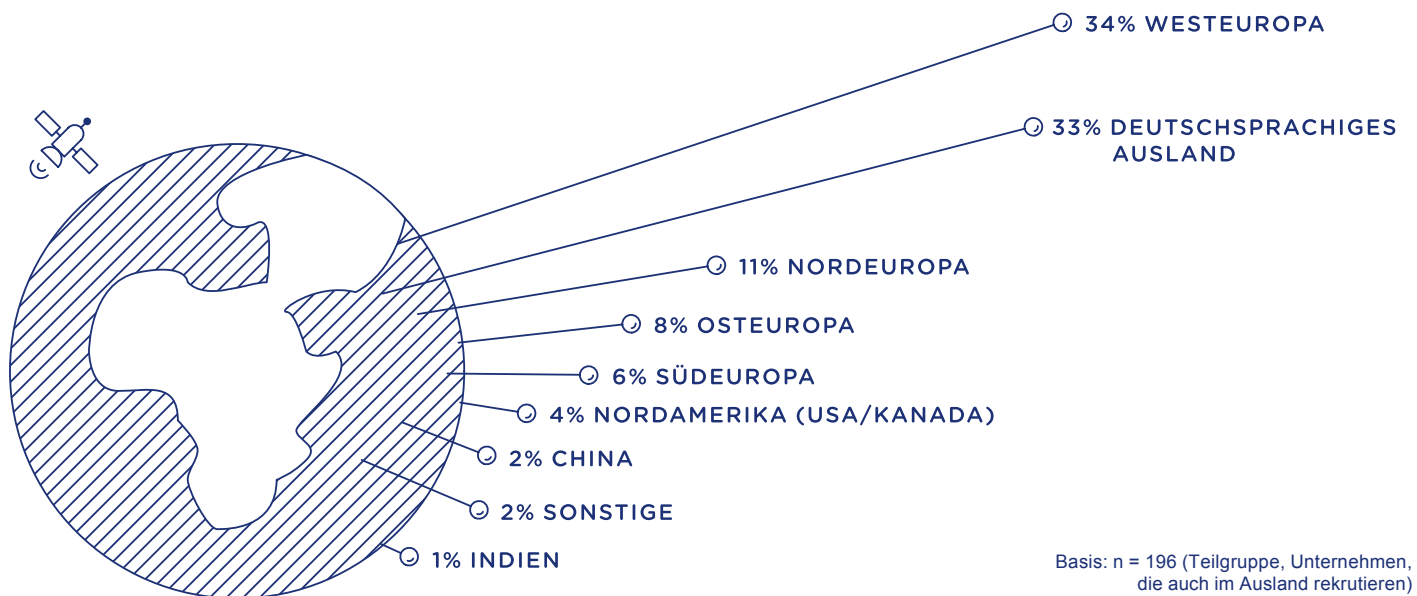 34% WESTEUROPA
33% DEUTSCHSPRACHIGES
AUSLAND
11% NORDEUROPA
8% OSTEUROPA
6% SÜDEUROPA
4% NORDAMERIKA (USA/KANADA)
2% CHINA
2% SONSTIGE
1% INDIEN
Basis: n = 196 (Teilgruppe, Unternehmen,
die auch im Ausland rekrutieren)